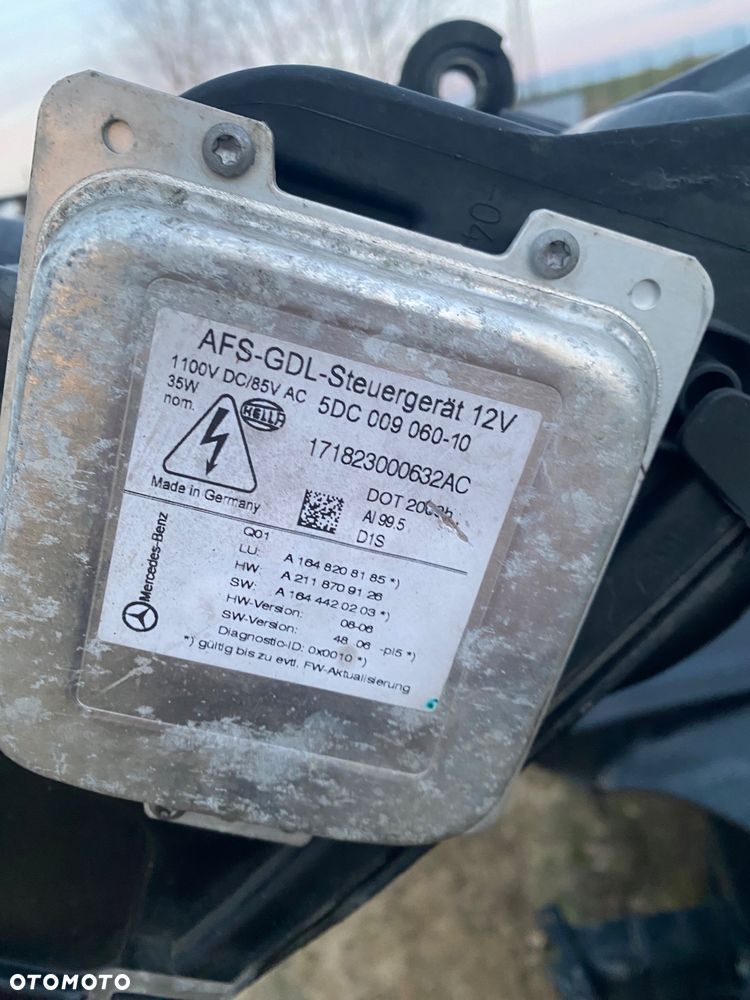 -04
AFS-GDL-Steuergerät 12V
1100V DC/85V AC 5DC 009 060-10
35W
nom.
HELLA
171823000632AC
Made in Germany
DOT
Al 99.5
D1S
Mercedes-Benz
Q01
LU: A 164 820 81 85 *)
HW: A 211 870 91 26
SW: A 164 442 02 03 *)
HW-Version: 08-06
SW-Version: 48 06 -pl5 *)
Diagnostic-ID: 0x0010 *)
*) gültig bis zu evtl. FW-Aktualisierung
OTOMOTO